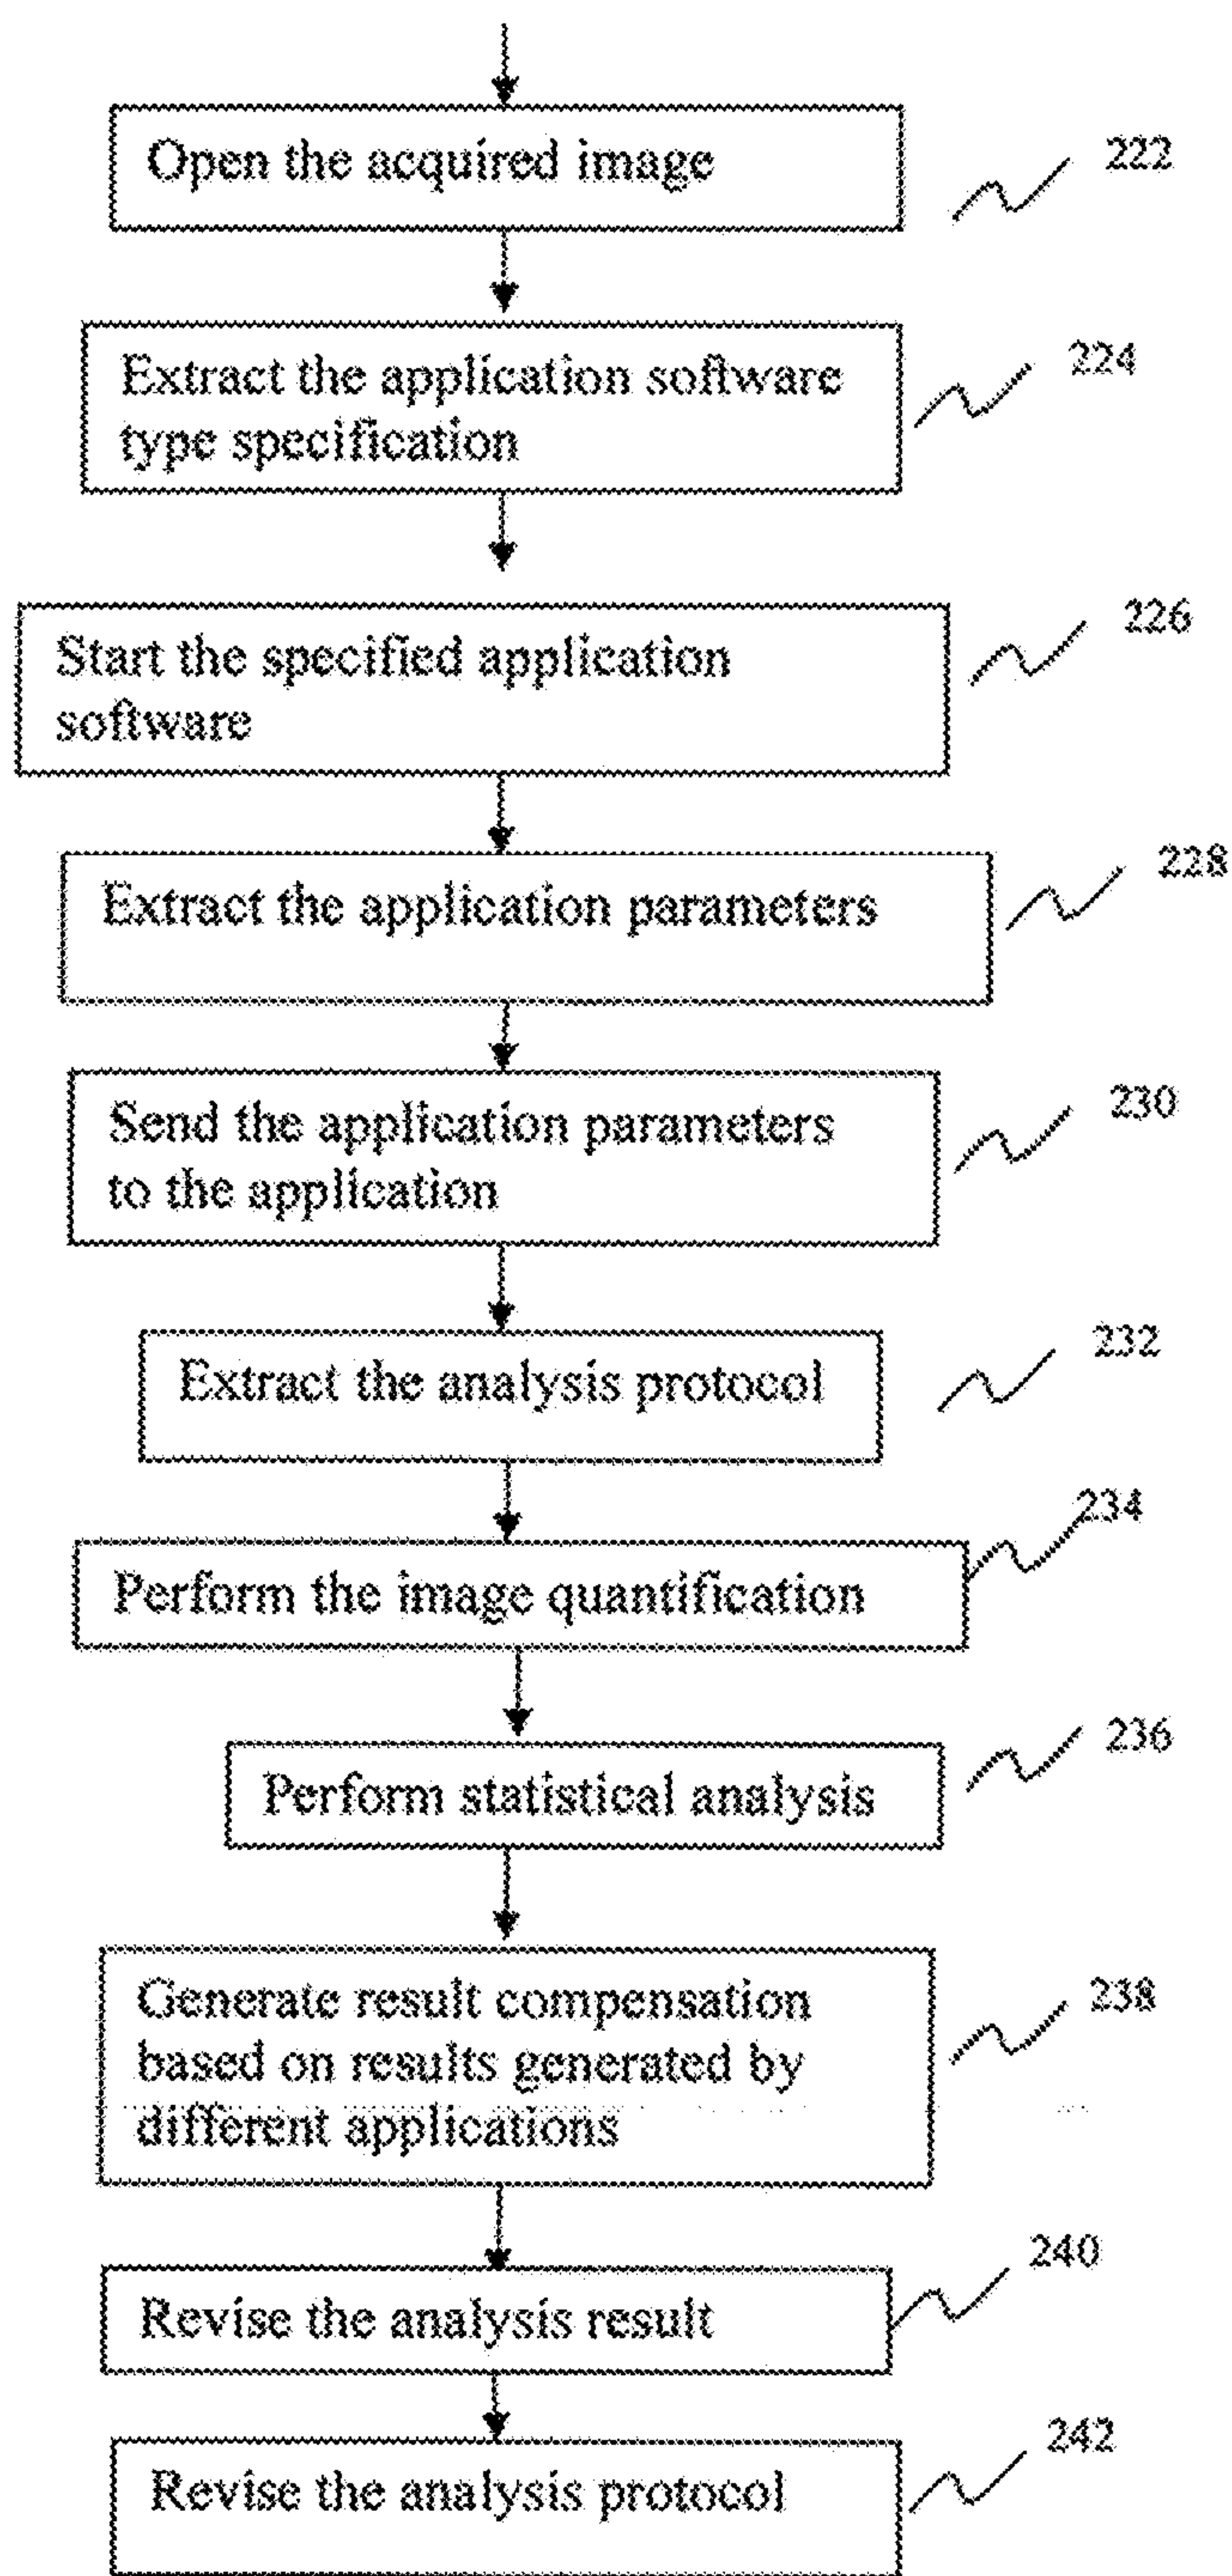 Open the acquired image
222
Extract the application software
type specification
224
Start the specified application
software
226
Extract the application parameters
228
Send the application parameters
to the application
230
Extract the analysis protocol
232
Perform the image quantification
234
Perform statistical analysis
236
Generate result compensation
based on results generated by
different applications
238
Revise the analysis result
240
Revise the analysis protocol
242